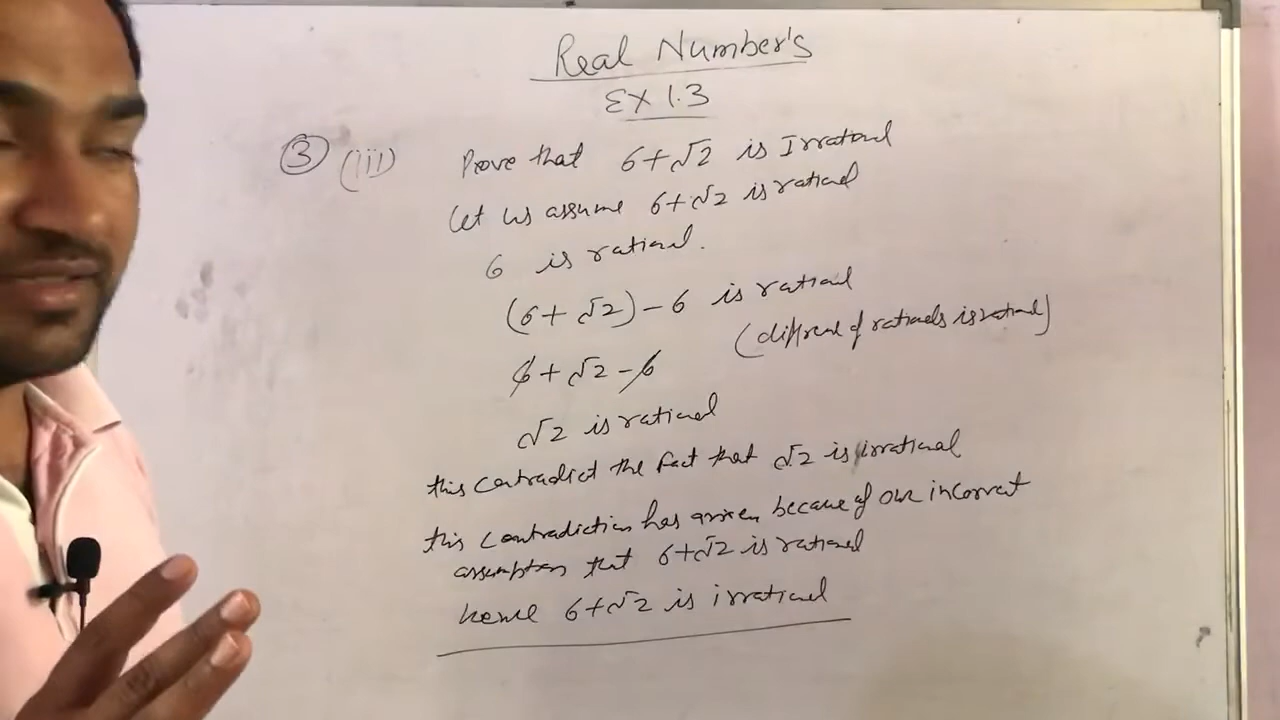 Real Number's
EX 1.3
3 (iii) Prove that 6+√2 is Irrational
Let us assume 6+√2 is rational
6 is rational.
(6+√2)-6 is rational
(different of rationals is rational)
6+√2-6
√2 is rational
this contradict the fact that √2 is irrational
this contradiction has arisen because of our incorrect
assumption that 6+√2 is rational
hence 6+√2 is irrational